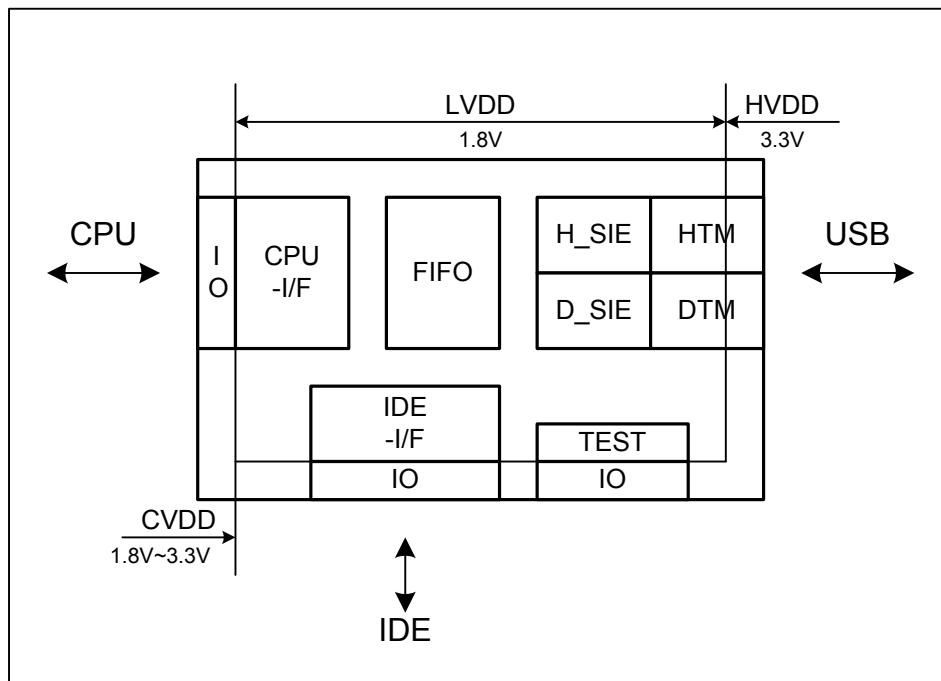 LVDD
HVDD
1.8V
3.3V
CPU
USB
I
O
CPU
-I/F
FIFO
H_SIE
HTM
D_SIE
DTM
IDE
-I/F
IO
TEST
IO
CVDD
1.8V~3.3V
IDE